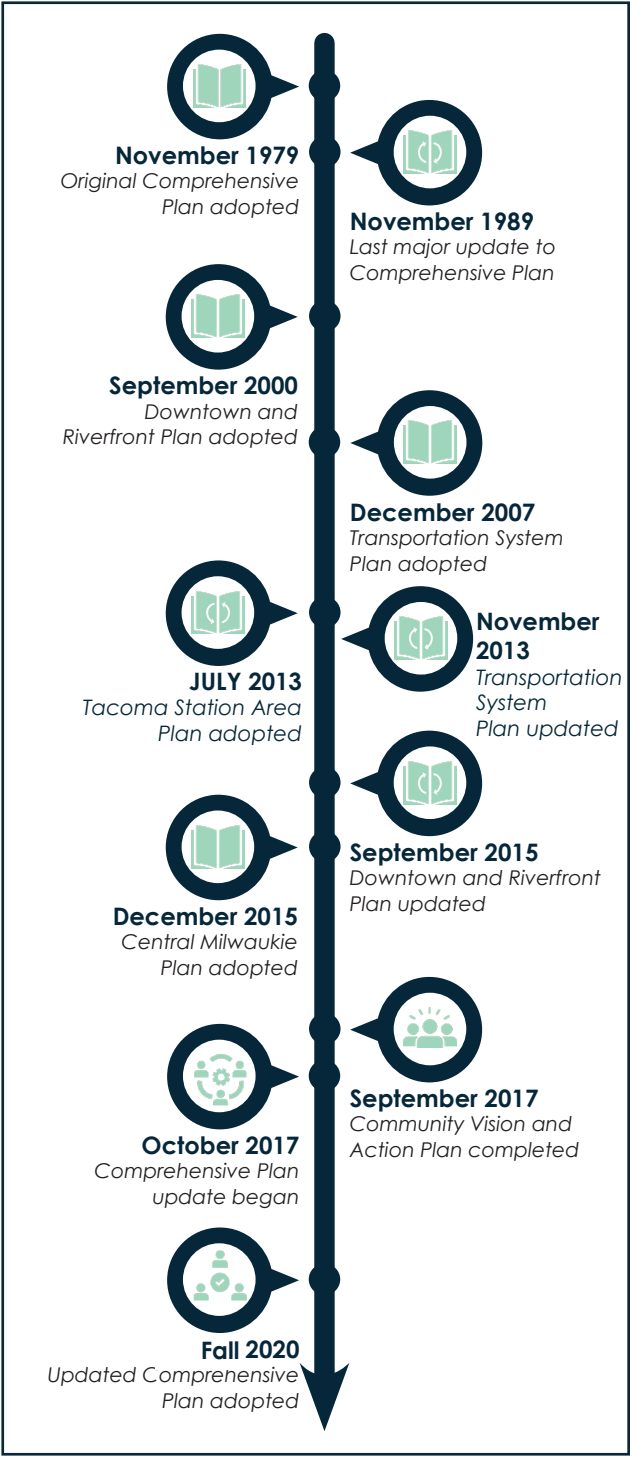 November 1979
Original Comprehensive
Plan adopted
November 1989
Last major update to
Comprehensive Plan
September 2000
Downtown and
Riverfront Plan adopted
December 2007
Transportation System
Plan adopted
JULY 2013
Tacoma Station Area
Plan adopted
November
2013
Transportation
System
Plan updated
September 2015
Downtown and Riverfront
Plan updated
December 2015
Central Milwaukie
Plan adopted
September 2017
Community Vision and
Action Plan completed
October 2017
Comprehensive Plan
update began
Fall 2020
Updated Comprehensive
Plan adopted